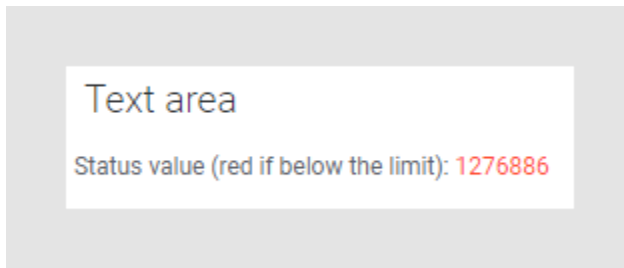 Text area
Status value (red if below the limit): 1276886